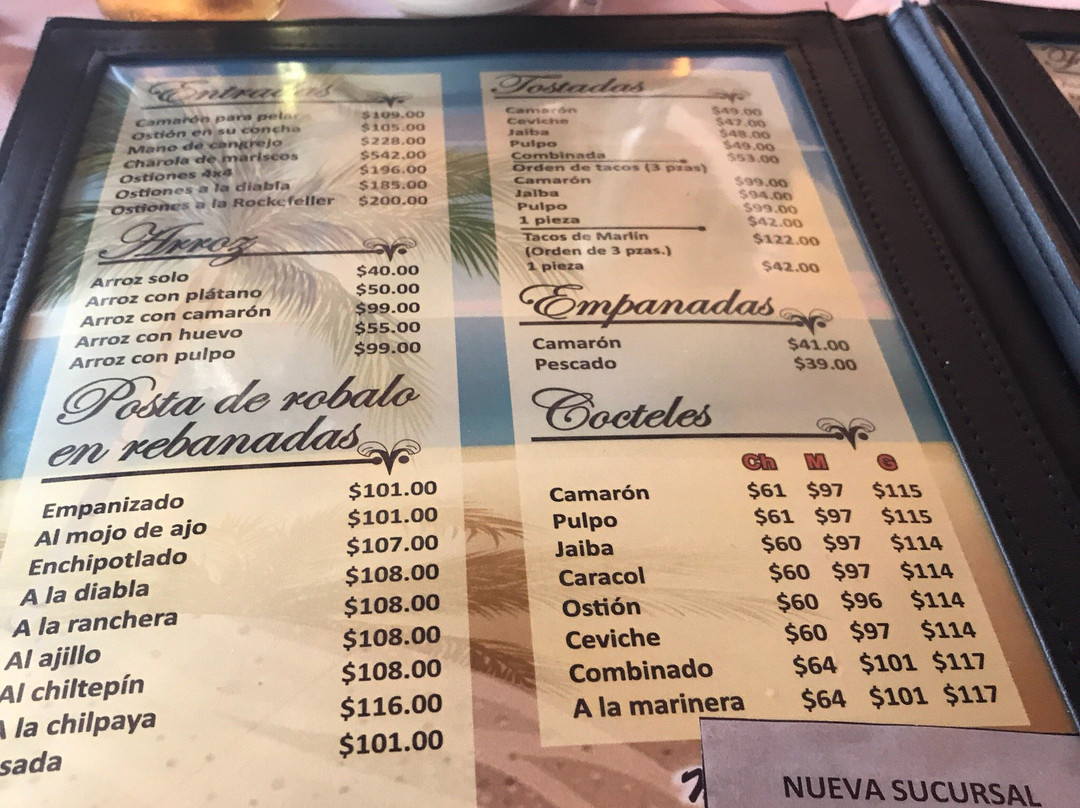 Entradas
Camarón para pelar $109.00
Ostión en su concha $105.00
Mano de cangrejo $228.00
Charola de mariscos $542.00
Ostiones 4x4 $196.00
Ostiones a la diabla $185.00
Ostiones a la Rockefeller $200.00
Arroz
Arroz solo $40.00
Arroz con plátano $50.00
Arroz con camarón $99.00
Arroz con huevo $55.00
Arroz con pulpo $99.00
Posta de robalo
en rebanadas
Empanizado $101.00
Al mojo de ajo $101.00
Enchipotlado $107.00
A la diabla $108.00
A la ranchera $108.00
Al ajillo $108.00
Al chiltepín $108.00
A la chilpaya $116.00
sada $101.00
Tostadas
Camarón $49.00
Ceviche $47.00
Jaiba $48.00
Pulpo $49.00
Combinada $53.00
Orden de tacos (3 pzas)
Camarón $99.00
Jaiba $94.00
Pulpo $99.00
1 pieza $42.00
Tacos de Marlín $122.00
(Orden de 3 pzas.)
1 pieza $42.00
Empanadas
Camarón $41.00
Pescado $39.00
Cocteles
Ch M G
Camarón $61 $97 $115
Pulpo $61 $97 $115
Jaiba $60 $97 $114
Caracol $60 $97 $114
Ostión $60 $96 $114
Ceviche $60 $97 $114
Combinado $64 $101 $117
A la marinera $64 $101 $117
NUEVA SUCURSAL